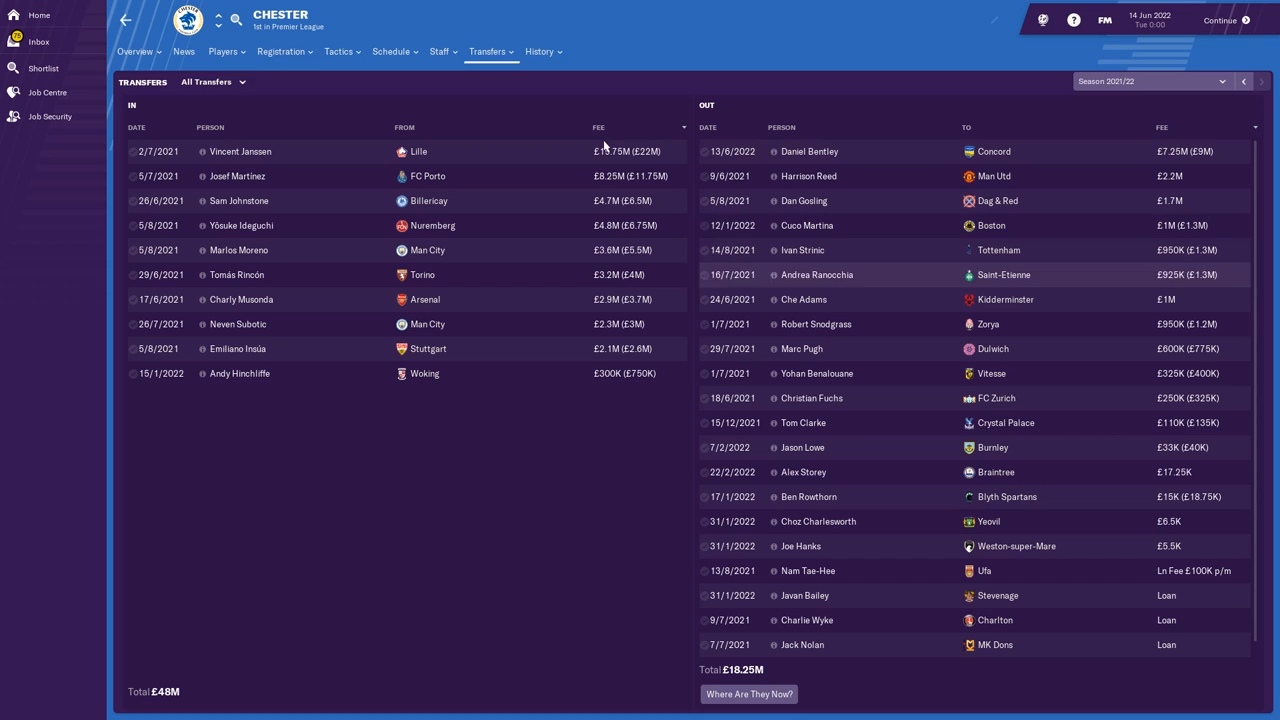 Home
75
Inbox
Shortlist
Job Centre
Job Security
CHESTER
1st in Premier League
FM
14 Jun 2022
Tue 0:00
Continue
Overview News Players Registration Tactics Schedule Staff Transfers History
TRANSFERS All Transfers
Season 2021/22
IN
DATE PERSON FROM FEE
2/7/2021 Vincent Janssen Lille (£22M)
5/7/2021 Josef Martínez FC Porto £8.25M (£11.75M)
26/6/2021 Sam Johnstone Billericay £4.7M (£6.5M)
5/8/2021 Yōsuke Ideguchi Nuremberg £4.8M (£6.75M)
5/8/2021 Marlos Moreno Man City £3.6M (£5.5M)
29/6/2021 Tomás Rincón Torino £3.2M (£4M)
17/6/2021 Charly Musonda Arsenal £2.9M (£3.7M)
26/7/2021 Neven Subotic Man City £2.3M (£3M)
5/8/2021 Emiliano Insúa Stuttgart £2.1M (£2.6M)
15/1/2022 Andy Hinchliffe Woking £300K (£750K)
Total £48M
OUT
DATE PERSON TO FEE
13/6/2022 Daniel Bentley Concord £7.25M (£9M)
9/6/2021 Harrison Reed Man Utd £2.2M
5/8/2021 Dan Gosling Dag & Red £1.7M
12/1/2022 Cuco Martina Boston £1M (£1.3M)
14/8/2021 Ivan Strinic Tottenham £950K (£1.3M)
16/7/2021 Andrea Ranocchia Saint-Etienne £925K (£1.3M)
24/6/2021 Che Adams Kidderminster £1M
1/7/2021 Robert Snodgrass Zorya £950K (£1.2M)
29/7/2021 Marc Pugh Dulwich £600K (£775K)
1/7/2021 Yohan Benalouane Vitesse £325K (£400K)
18/6/2021 Christian Fuchs FC Zurich £250K (£325K)
15/12/2021 Tom Clarke Crystal Palace £110K (£135K)
7/2/2022 Jason Lowe Burnley £33K (£40K)
22/2/2022 Alex Storey Braintree £17.25K
17/1/2022 Ben Rowthorn Blyth Spartans £15K (£18.75K)
31/1/2022 Choz Charlesworth Yeovil £6.5K
31/1/2022 Joe Hanks Weston-super-Mare £5.5K
13/8/2021 Nam Tae-Hee Ufa Ln Fee £100K p/m
31/1/2022 Javan Bailey Stevenage Loan
9/7/2021 Charlie Wyke Charlton Loan
7/7/2021 Jack Nolan MK Dons Loan
Total £18.25M
Where Are They Now?